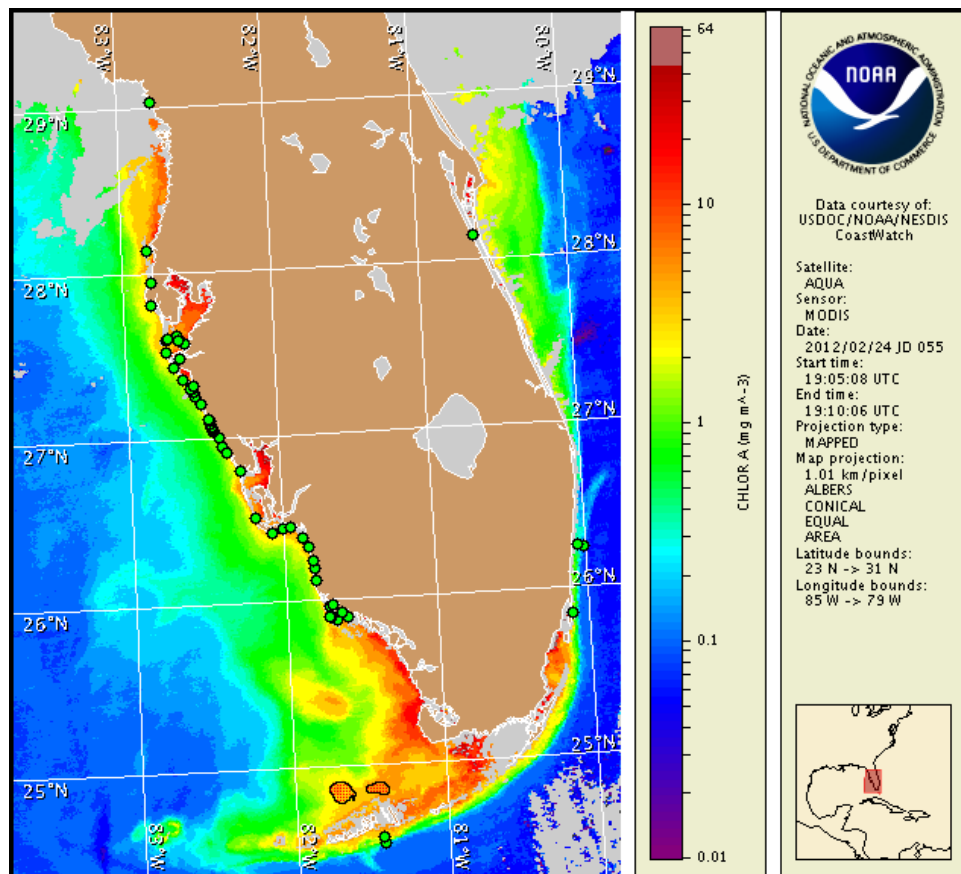 83°W
82°W
81°W
80°W
29°N
29°N
28°N
28°N
27°N
27°N
26°N
26°N
25°N
25°N
83°W
82°W
81°W
64
10
1
0.1
0.01
CHLOR A (mg m^-3)
NATIONAL OCEANIC AND ATMOSPHERIC ADMINISTRATION
NOAA
U.S. DEPARTMENT OF COMMERCE
Data courtesy of:
USDOC/NOAA/NESDIS
CoastWatch
Satellite:
AQUA
Sensor:
MODIS
Date:
2012/02/24 JD 055
Start time:
19:05:08 UTC
End time:
19:10:06 UTC
Projection type:
MAPPED
Map projection:
1.01 km/pixel
ALBERS
CONICAL
EQUAL
AREA
Latitude bounds:
23 N -> 31 N
Longitude bounds:
85 W -> 79 W